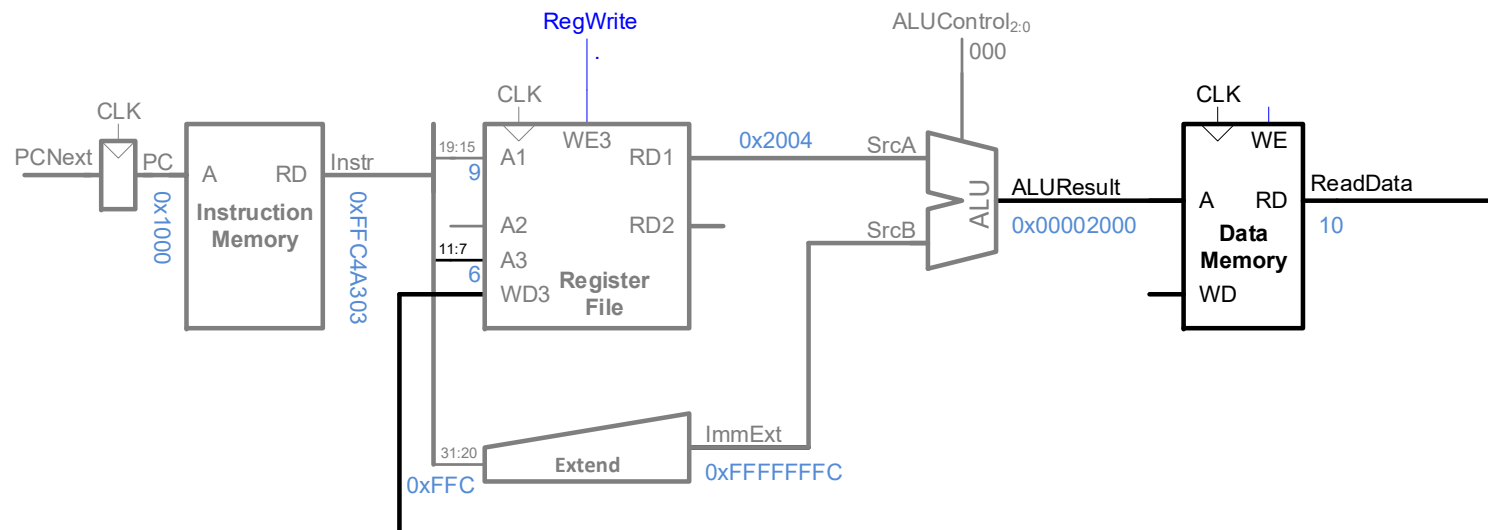 RegWrite
ALUControl2:0
000
.
CLK
CLK
CLK
PCNext
PC
0x1000
A
RD
Instruction
Memory
Instr
0xFFC4A303
19:15
9
A1
WE3
RD1
0x2004
SrcA
A2
RD2
11:7
6
A3
WD3
Register
File
SrcB
ALU
ALUResult
0x00002000
WE
A
RD
Data
Memory
WD
ReadData
10
31:20
0xFFC
Extend
ImmExt
0xFFFFFFFC